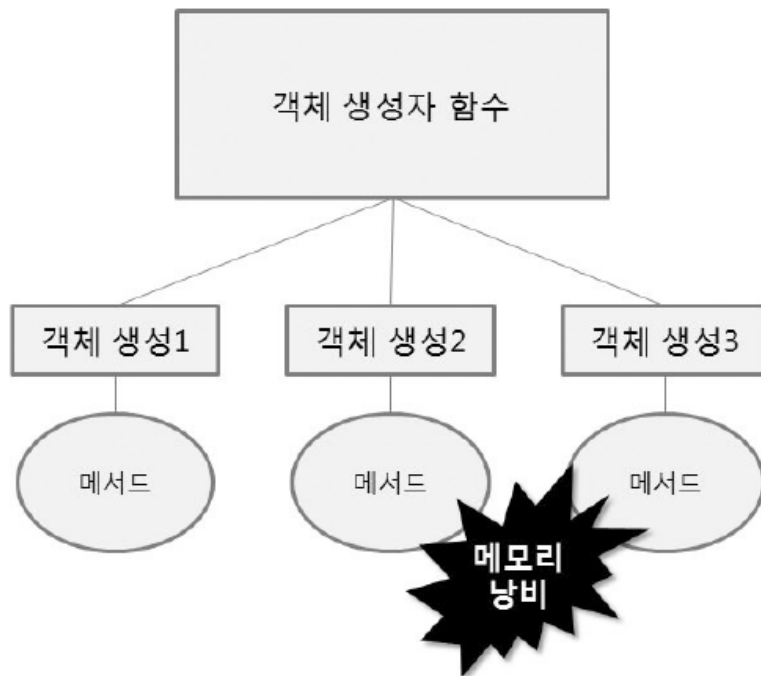 객체 생성자 함수
객체 생성1
객체 생성2
객체 생성3
메서드
메서드
메서드
메모리
낭비